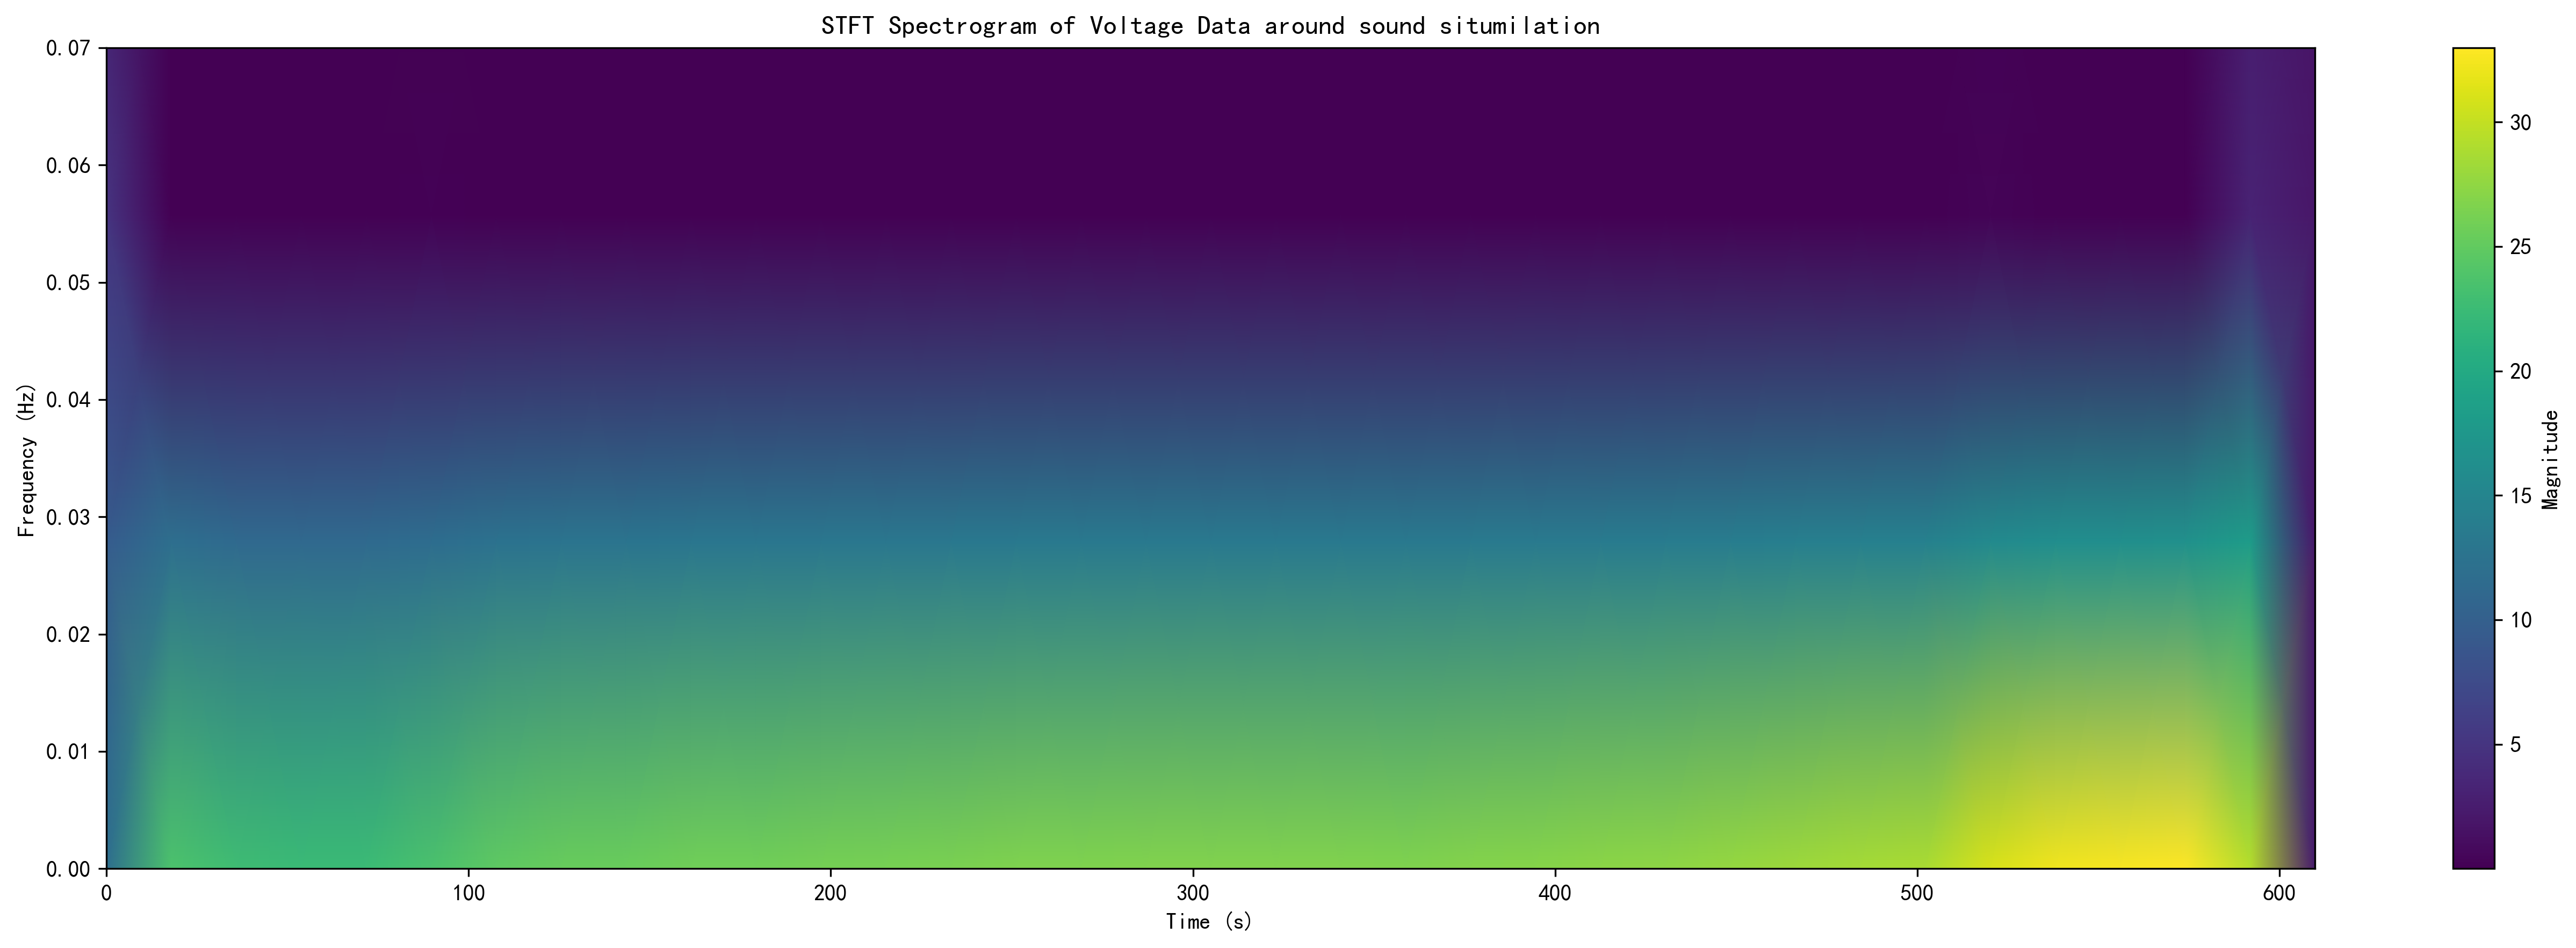 STFT Spectrogram of Voltage Data around sound situmilation
0.07
0.06
0.05
0.04
0.03
0.02
0.01
0.00
Frequency (Hz)
0 100 200 300 400 500 600
Time (s)
30
25
20
15
10
5
Magnitude